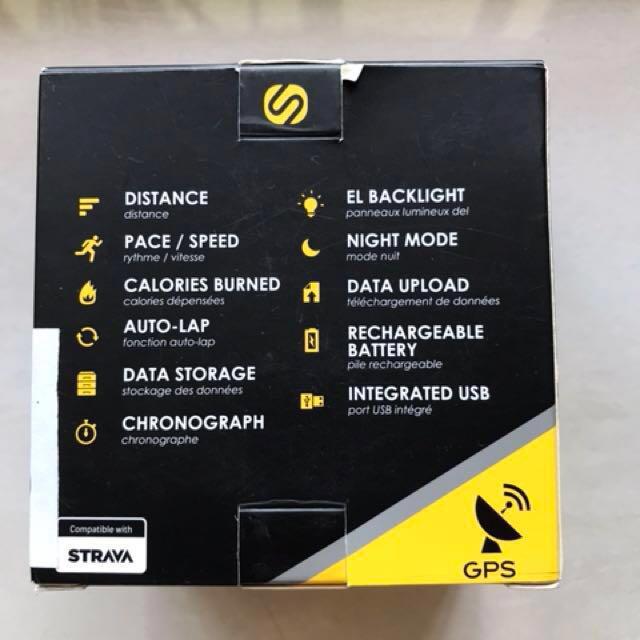 DISTANCE
distance
PACE / SPEED
rythme / vitesse
CALORIES BURNED
calories dépensées
AUTO-LAP
fonction auto-lap
DATA STORAGE
stockage des données
CHRONOGRAPH
chronographe
EL BACKLIGHT
panneaux lumineux del
NIGHT MODE
mode nuit
DATA UPLOAD
téléchargement de données
RECHARGEABLE
BATTERY
pile rechargeable
INTEGRATED USB
port USB intégré
Compatible with
STRAVA
GPS